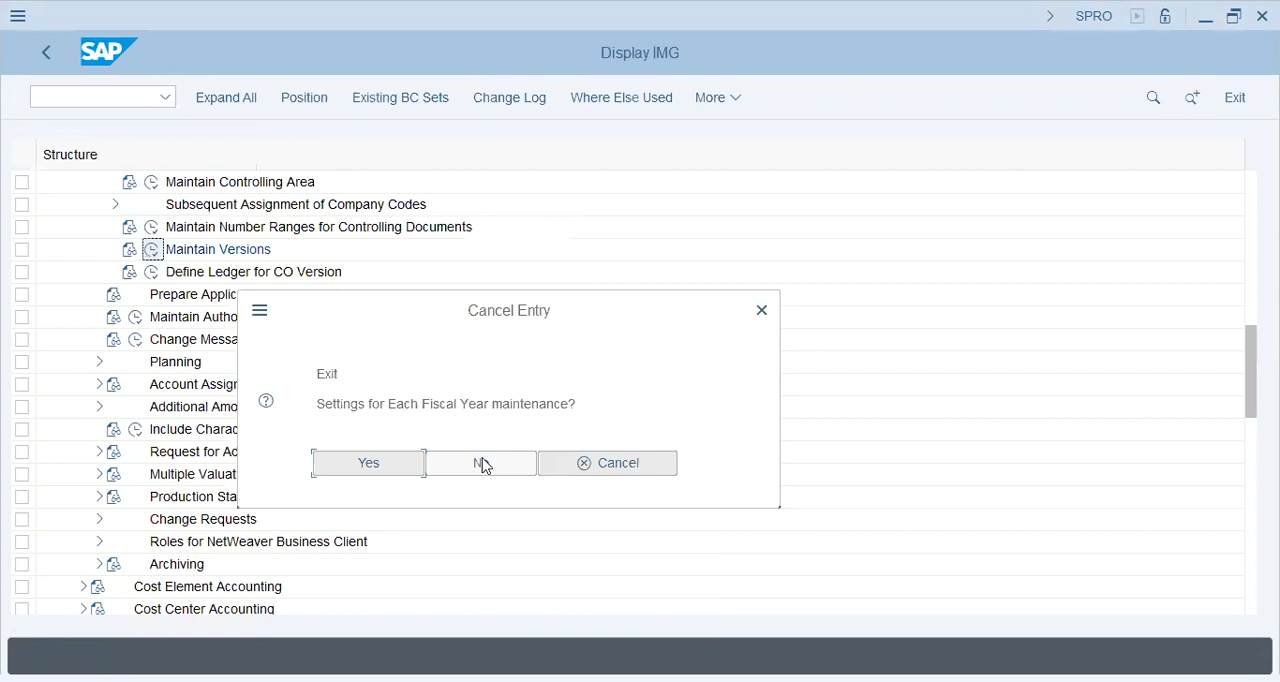 SPRO
SAP
Display IMG
Expand All
Position
Existing BC Sets
Change Log
Where Else Used
More
Exit
Structure
Maintain Controlling Area
Subsequent Assignment of Company Codes
Maintain Number Ranges for Controlling Documents
Maintain Versions
Define Ledger for CO Version
Prepare Applic
Maintain Autho
Change Messa
Planning
Account Assign
Additional Amo
Include Charac
Request for Ad
Multiple Valuat
Production Sta
Change Requests
Roles for NetWeaver Business Client
Archiving
Cost Element Accounting
Cost Center Accounting
Cancel Entry
Exit
Settings for Each Fiscal Year maintenance?
Yes
Cancel